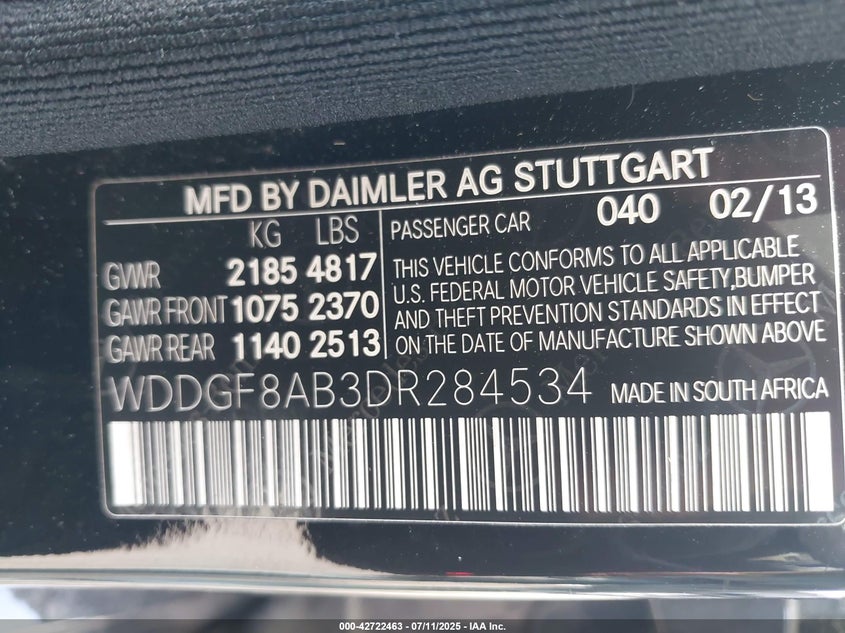 MFD BY DAIMLER AG STUTTGART
KG LBS
GVWR 2185 4817
GAWR FRONT 1075 2370
GAWR REAR 1140 2513
PASSENGER CAR 040 02/13
THIS VEHICLE CONFORMS TO ALL APPLICABLE
U.S. FEDERAL MOTOR VEHICLE SAFETY,BUMPER
AND THEFT PREVENTION STANDARDS IN EFFECT
ON THE DATE OF MANUFACTURE SHOWN ABOVE
WDDGF8AB3DR284534 MADE IN SOUTH AFRICA
000-42722463 - 07/11/2025 - IAA Inc.